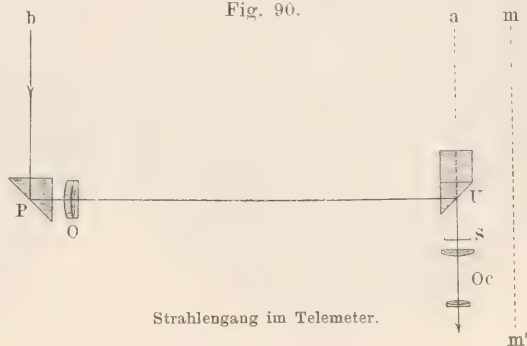 Fig. 90.
b a m
P O U
z
Oc
Strahlengang im Telemeter.
m'